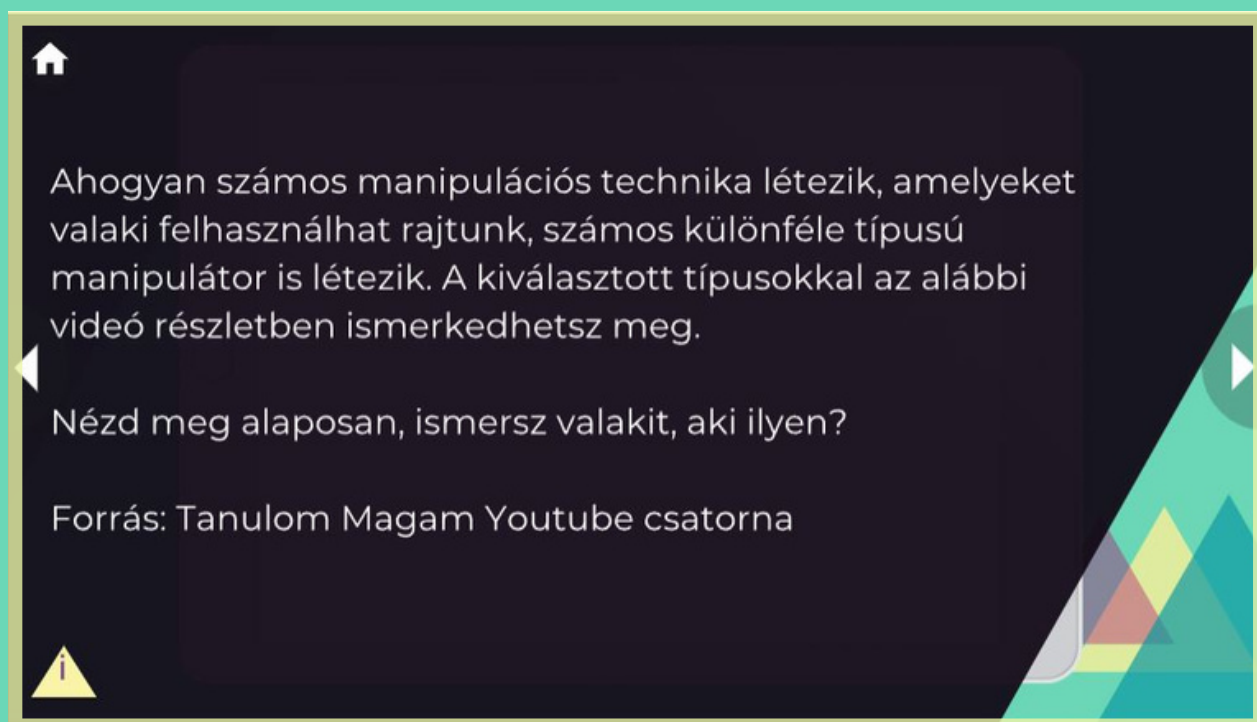 Ahogyan számos manipulációs technika létezik, amelyeket
valaki felhasználhat rajtunk, számos különféle típusú
manipulátor is létezik. A kiválasztott típusokkal az alábbi
videó részletben ismerkedhetsz meg.
Nézd meg alaposan, ismersz valakit, aki ilyen?
Forrás: Tanulom Magam Youtube csatorna
i